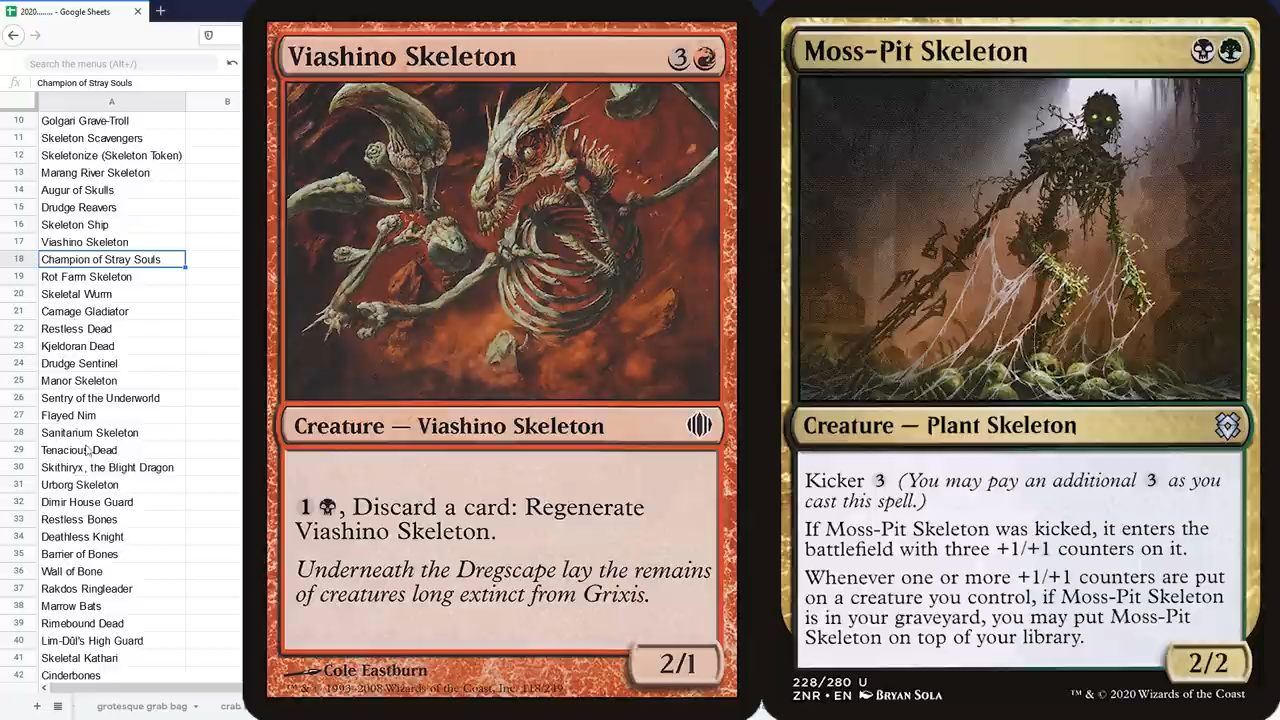 2020........ - Google Sheets
Search the menus (Alt+/)
fx Champion of Stray Souls
A B
10 Golgari Grave-Troll
11 Skeleton Scavengers
12 Skeletonize (Skeleton Token)
13 Marang River Skeleton
14 Augur of Skulls
15 Drudge Reavers
16 Skeleton Ship
17 Viashino Skeleton
18 Champion of Stray Souls
19 Rot Farm Skeleton
20 Skeletal Wurm
21 Carnage Gladiator
22 Restless Dead
23 Kjeldoran Dead
24 Drudge Sentinel
25 Manor Skeleton
26 Sentry of the Underworld
27 Flayed Nim
28 Sanitarium Skeleton
29 Tenacious Dead
30 Skithiryx, the Blight Dragon
31 Urborg Skeleton
32 Dimir House Guard
33 Restless Bones
34 Deathless Knight
35 Barrier of Bones
36 Wall of Bone
37 Rakdos Ringleader
38 Marrow Bats
39 Rimebound Dead
40 Lim-Dûl's High Guard
41 Skeletal Kathari
42 Cinderbones
grotesque grab bag crab
Viashino Skeleton 3
Creature — Viashino Skeleton
1 , Discard a card: Regenerate
Viashino Skeleton.
Underneath the Dregscape lay the remains
of creatures long extinct from Grixis.
Cole Eastburn
2/1
™ & © 1993–2008 Wizards of the Coast, Inc. 118/249
Moss-Pit Skeleton
Creature — Plant Skeleton
Kicker 3 (You may pay an additional 3 as you
cast this spell.)
If Moss-Pit Skeleton was kicked, it enters the
battlefield with three +1/+1 counters on it.
Whenever one or more +1/+1 counters are put
on a creature you control, if Moss-Pit Skeleton
is in your graveyard, you may put Moss-Pit
Skeleton on top of your library.
2/2
228/280 U
ZNR • EN Bryan Sola
™ & © 2020 Wizards of the Coast